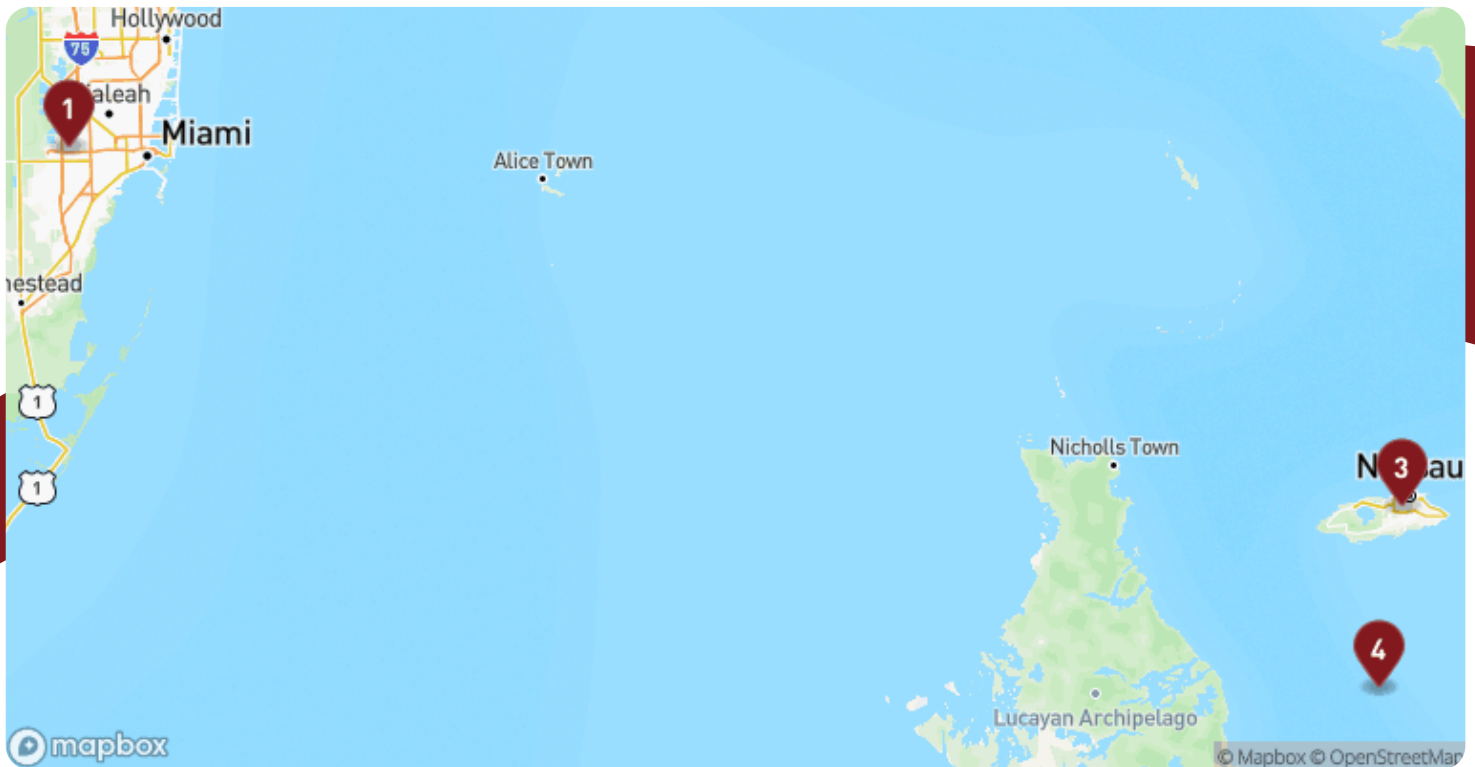 Hollywood
75
1
aleah
Miami
Alice Town
nestead
1
1
Nicholls Town
N
3
au
4
Lucayan Archipelago
mapbox
© Mapbox © OpenStreetMap